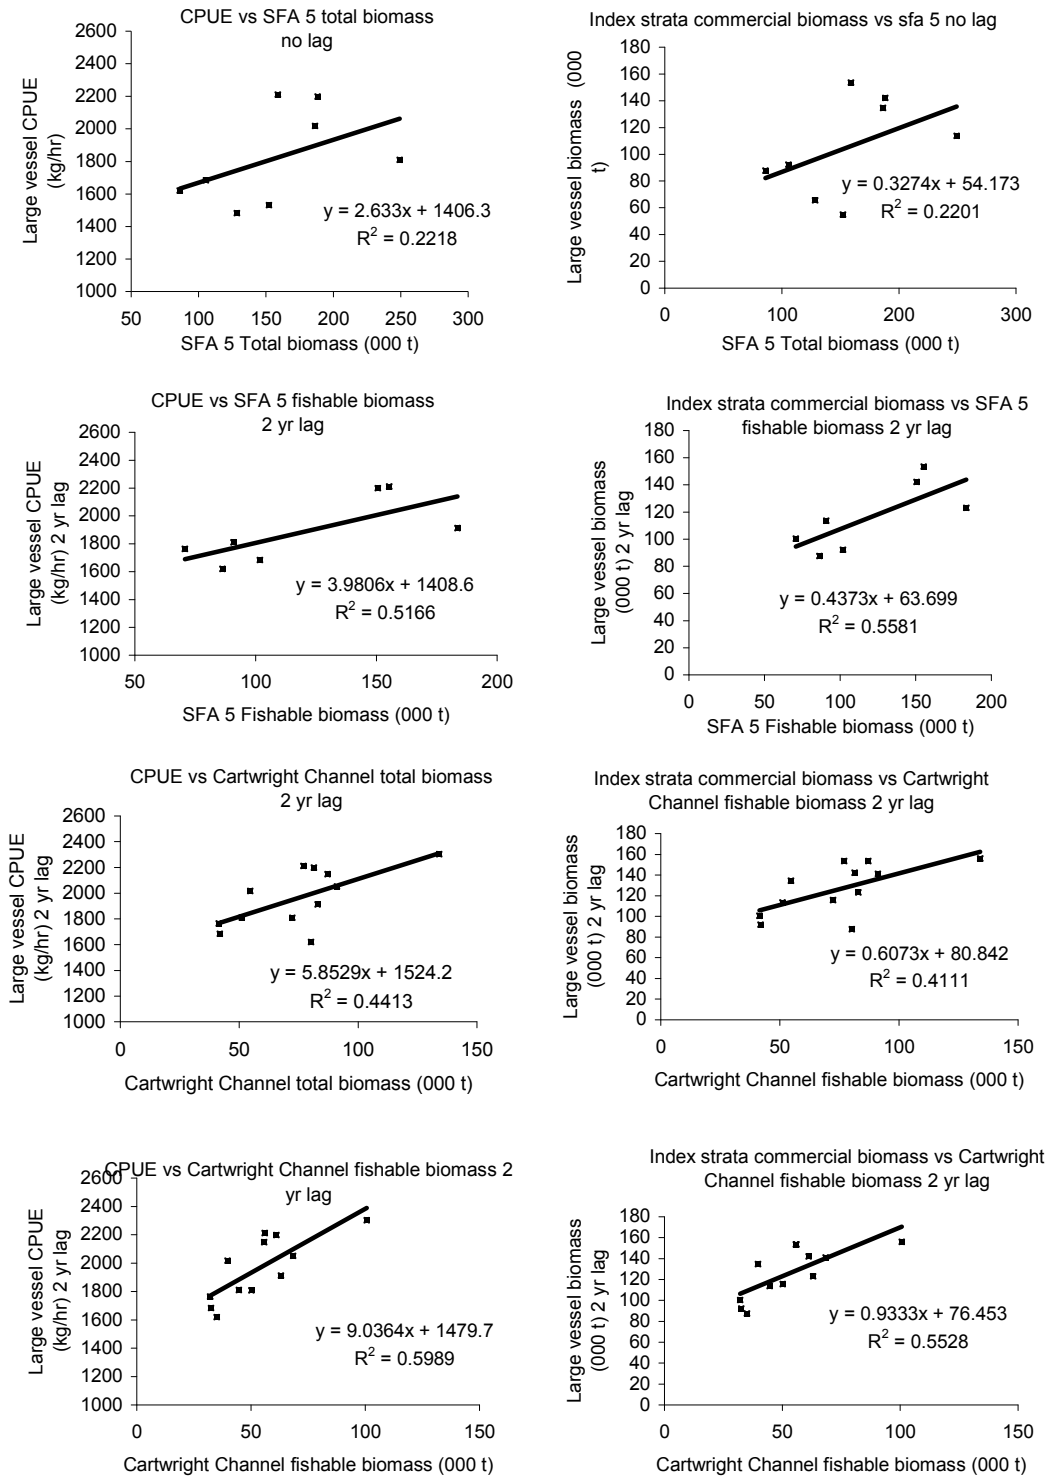 CPUE vs SFA 5 total biomass
no lag
2600
2400
2200
2000
1800
1600
1400
1200
1000
Large vessel CPUE
(kg/hr)
y = 2.633x + 1406.3
R² = 0.2218
50 100 150 200 250 300
SFA 5 Total biomass (000 t)
Index strata commercial biomass vs sfa 5 no lag
180
160
140
120
100
80
60
40
20
0
Large vessel biomass (000
t)
y = 0.3274x + 54.173
R² = 0.2201
0 100 200 300
SFA 5 Total biomass (000 t)
CPUE vs SFA 5 fishable biomass
2 yr lag
2600
2400
2200
2000
1800
1600
1400
1200
1000
Large vessel CPUE
(kg/hr) 2 yr lag
y = 3.9806x + 1408.6
R² = 0.5166
50 100 150 200
SFA 5 Fishable biomass (000 t)
Index strata commercial biomass vs SFA 5
fishable biomass 2 yr lag
180
160
140
120
100
80
60
40
20
0
Large vessel biomass
(000 t) 2 yr lag
y = 0.4373x + 63.699
R² = 0.5581
0 50 100 150 200
SFA 5 Fishable biomass (000 t)
CPUE vs Cartwright Channel total biomass
2 yr lag
2600
2400
2200
2000
1800
1600
1400
1200
1000
Large vessel CPUE
(kg/hr) 2 yr lag
y = 5.8529x + 1524.2
R² = 0.4413
0 50 100 150
Cartwright Channel total biomass (000 t)
Index strata commercial biomass vs Cartwright
Channel fishable biomass 2 yr lag
180
160
140
120
100
80
60
40
20
0
Large vessel biomass
(000 t) 2 yr lag
y = 0.6073x + 80.842
R² = 0.4111
0 50 100 150
Cartwright Channel fishable biomass (000 t)
CPUE vs Cartwright Channel fishable biomass 2
yr lag
2600
2400
2200
2000
1800
1600
1400
1200
1000
Large vessel CPUE
(kg/hr) 2 yr lag
y = 9.0364x + 1479.7
R² = 0.5989
0 50 100 150
Cartwright Channel fishable biomass (000 t)
Index strata commercial biomass vs Cartwright
Channel fishable biomass 2 yr lag
180
160
140
120
100
80
60
40
20
0
Large vessel biomass
(000 t) 2 yr lag
y = 0.9333x + 76.453
R² = 0.5528
0 50 100 150
Cartwright Channel fishable biomass (000 t)